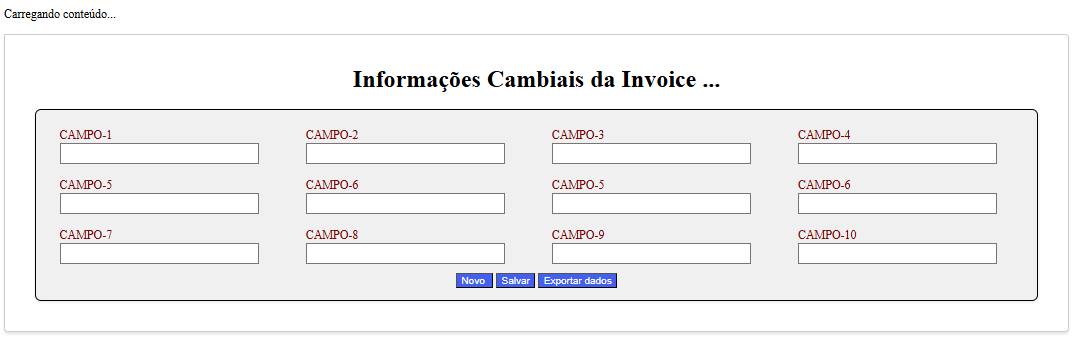 Carregando conteúdo...
Informações Cambiais da Invoice ...
CAMPO-1 CAMPO-2 CAMPO-3 CAMPO-4
CAMPO-5 CAMPO-6 CAMPO-5 CAMPO-6
CAMPO-7 CAMPO-8 CAMPO-9 CAMPO-10
Novo Salvar Exportar dados